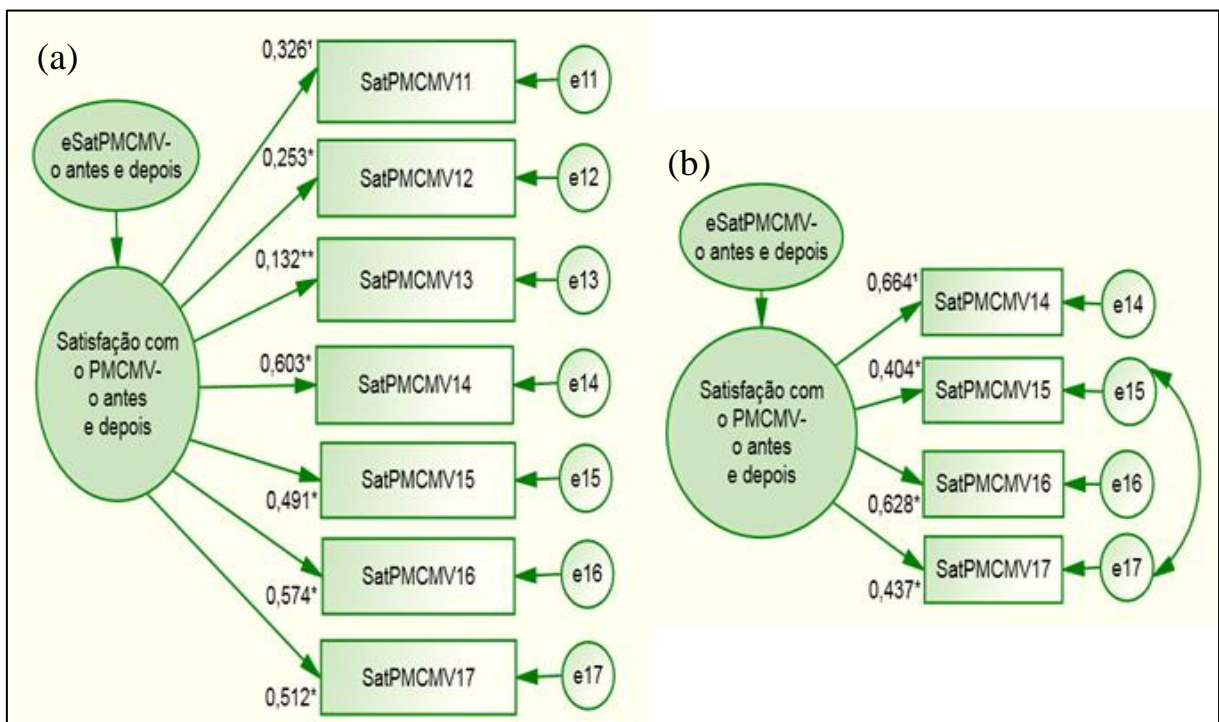 (a)
eSatPMCMV-
o antes e depois
Satisfação com
o PMCMV-
o antes
e depois
0,326¹
SatPMCMV11
e11
0,253*
SatPMCMV12
e12
0,132**
SatPMCMV13
e13
0,603*
SatPMCMV14
e14
0,491*
SatPMCMV15
e15
0,574*
SatPMCMV16
e16
0,512*
SatPMCMV17
e17
(b)
eSatPMCMV-
o antes e depois
Satisfação com
o PMCMV-
o antes
e depois
0,664¹
SatPMCMV14
e14
0,404*
SatPMCMV15
e15
0,628*
SatPMCMV16
e16
0,437*
SatPMCMV17
e17